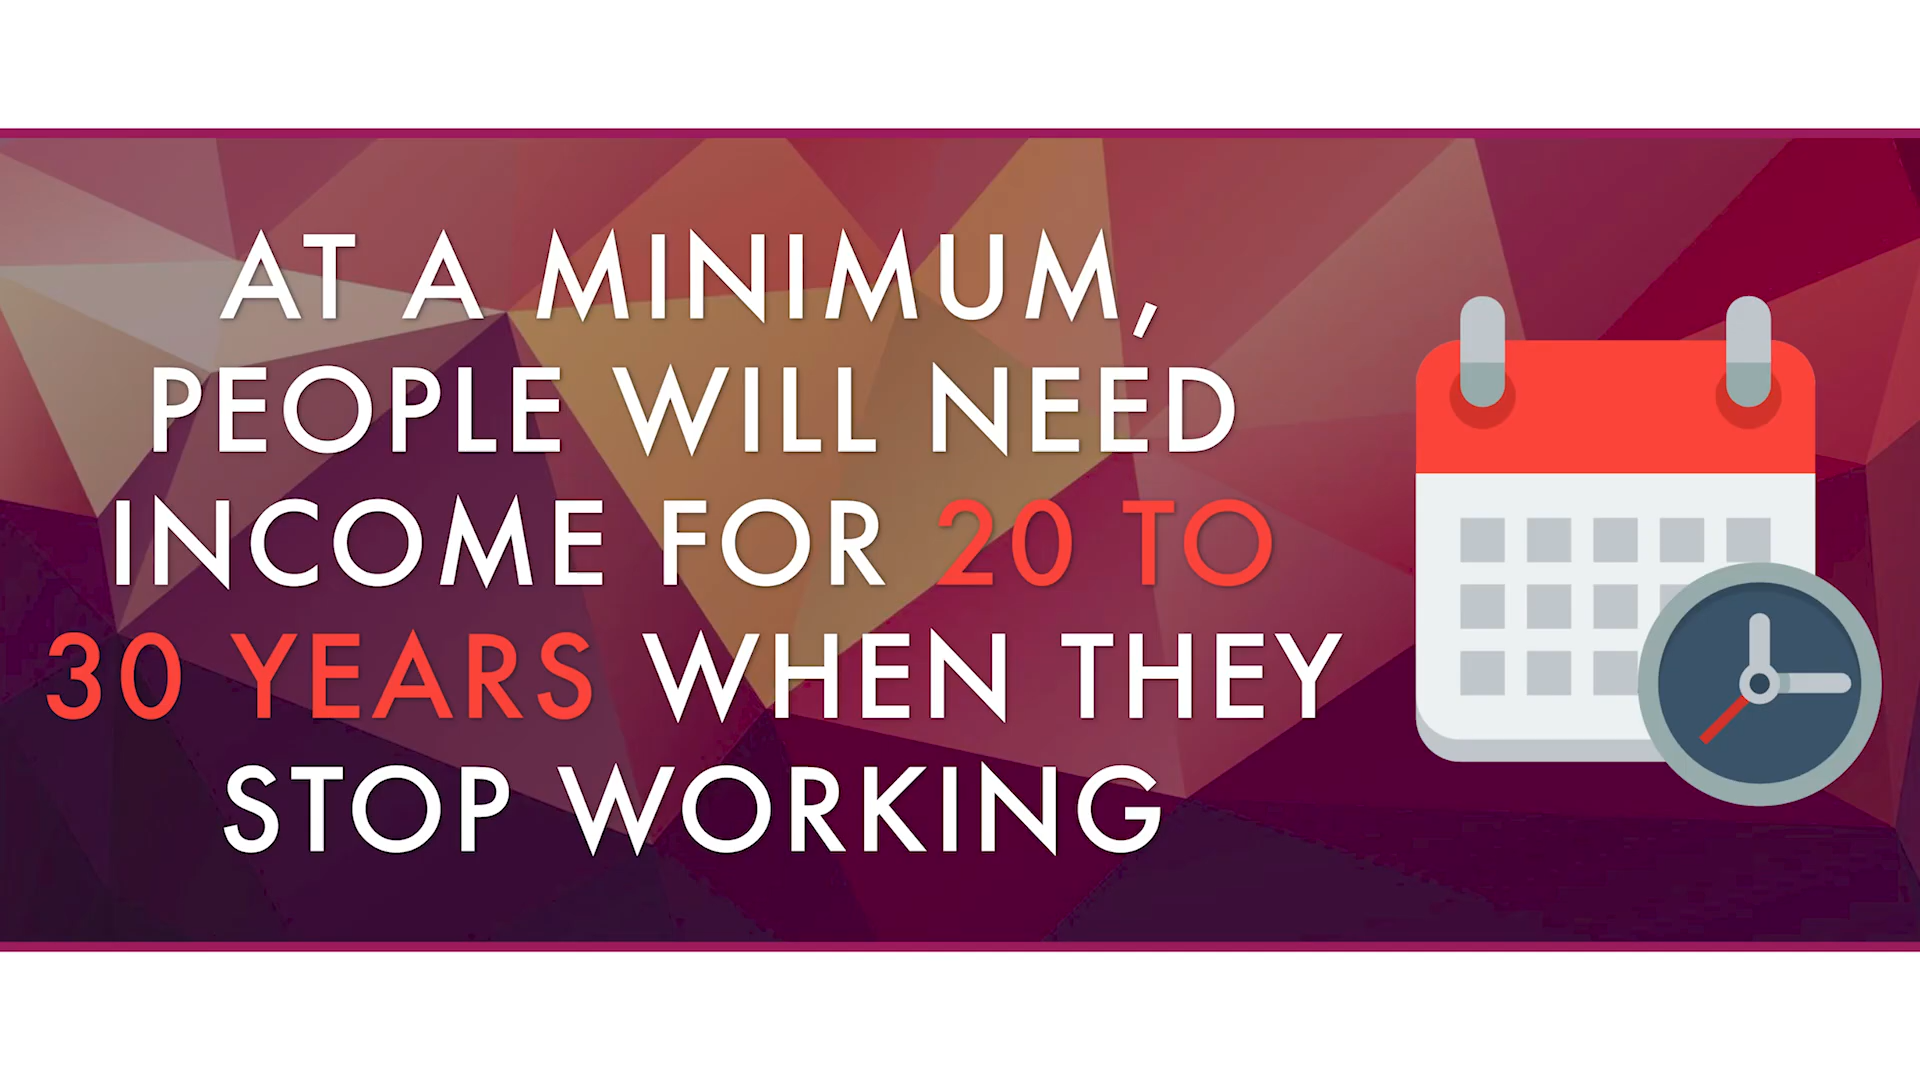 AT A MINIMUM,
PEOPLE WILL NEED
INCOME FOR 20 TO
30 YEARS WHEN THEY
STOP WORKING